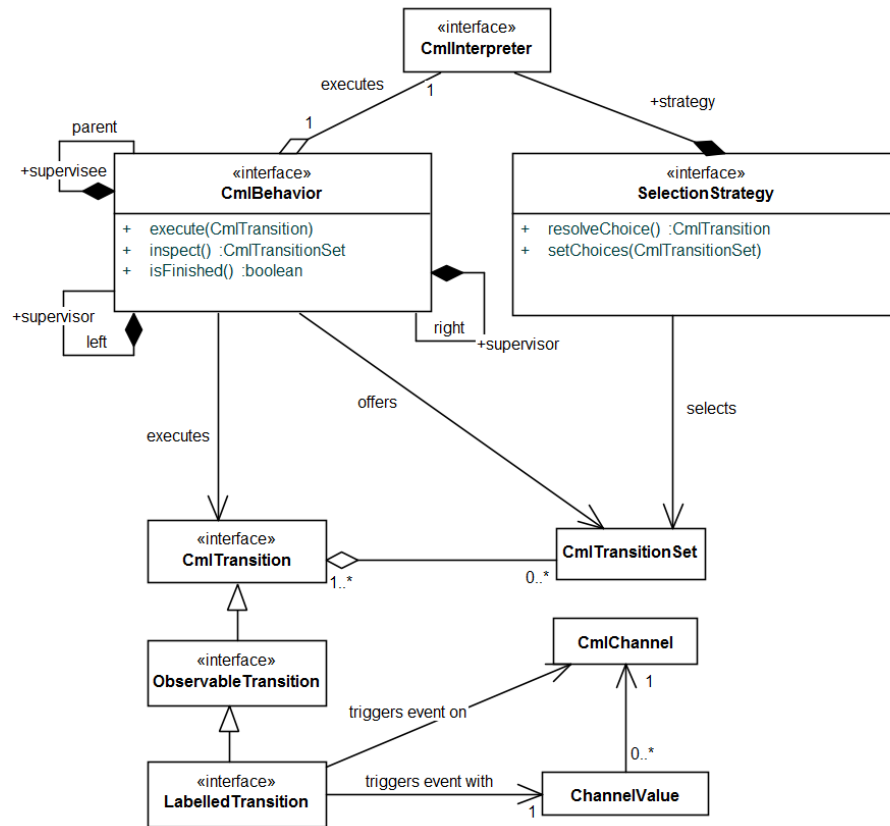 «interface»
CmlInterpreter
executes
1
+strategy
1
parent
+supervisee
«interface»
CmlBehavior
+ execute(CmlTransition)
+ inspect() :CmlTransitionSet
+ isFinished() :boolean
«interface»
SelectionStrategy
+ resolveChoice() :CmlTransition
+ setChoices(CmlTransitionSet)
+supervisor
left
right
+supervisor
offers
selects
executes
«interface»
CmlTransition
1..*
0..*
CmlTransitionSet
«interface»
ObservableTransition
CmlChannel
1
triggers event on
0..*
«interface»
LabelledTransition
triggers event with
1
ChannelValue